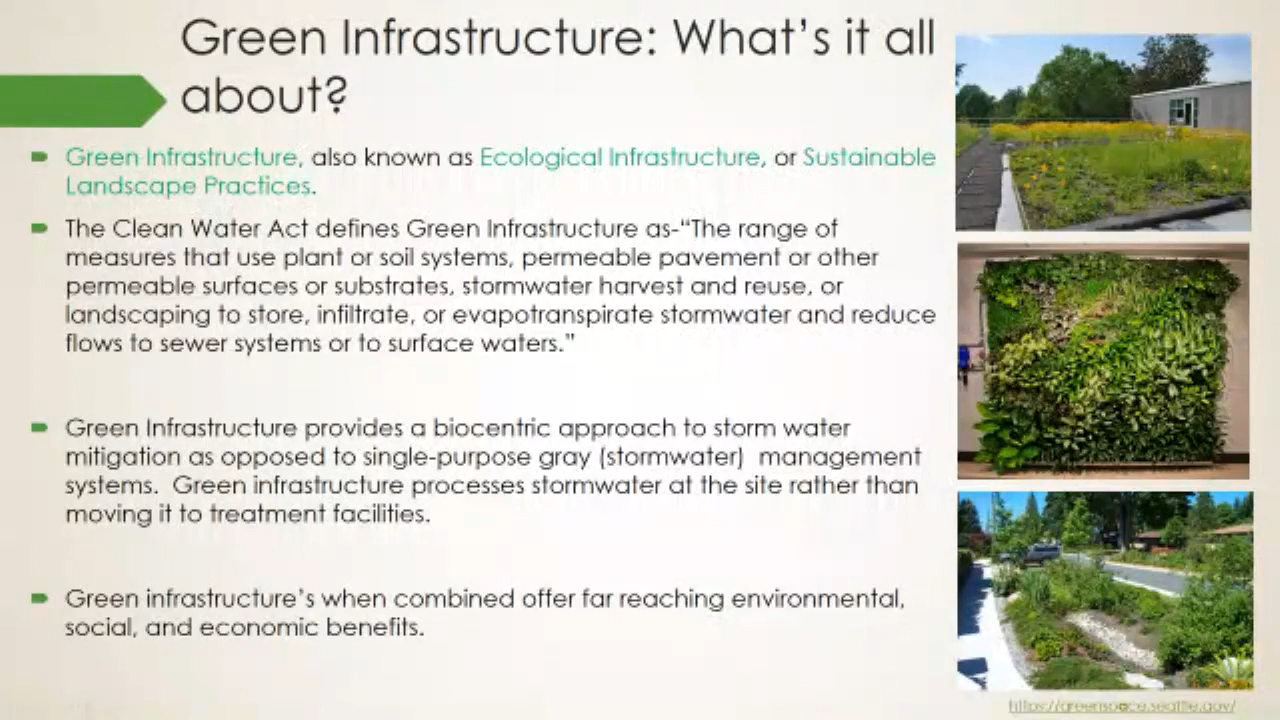 Green Infrastructure: What's it all
about?
Green Infrastructure, also known as Ecological Infrastructure, or Sustainable
Landscape Practices.
The Clean Water Act defines Green Infrastructure as-“The range of
measures that use plant or soil systems, permeable pavement or other
permeable surfaces or substrates, stormwater harvest and reuse, or
landscaping to store, infiltrate, or evapotranspirate stormwater and reduce
flows to sewer systems or to surface waters.”
Green Infrastructure provides a biocentric approach to storm water
mitigation as opposed to single-purpose gray (stormwater)  management
systems.  Green infrastructure processes stormwater at the site rather than
moving it to treatment facilities.
Green infrastructure’s when combined offer far reaching environmental,
social, and economic benefits.
https://greenspace.seattle.gov/